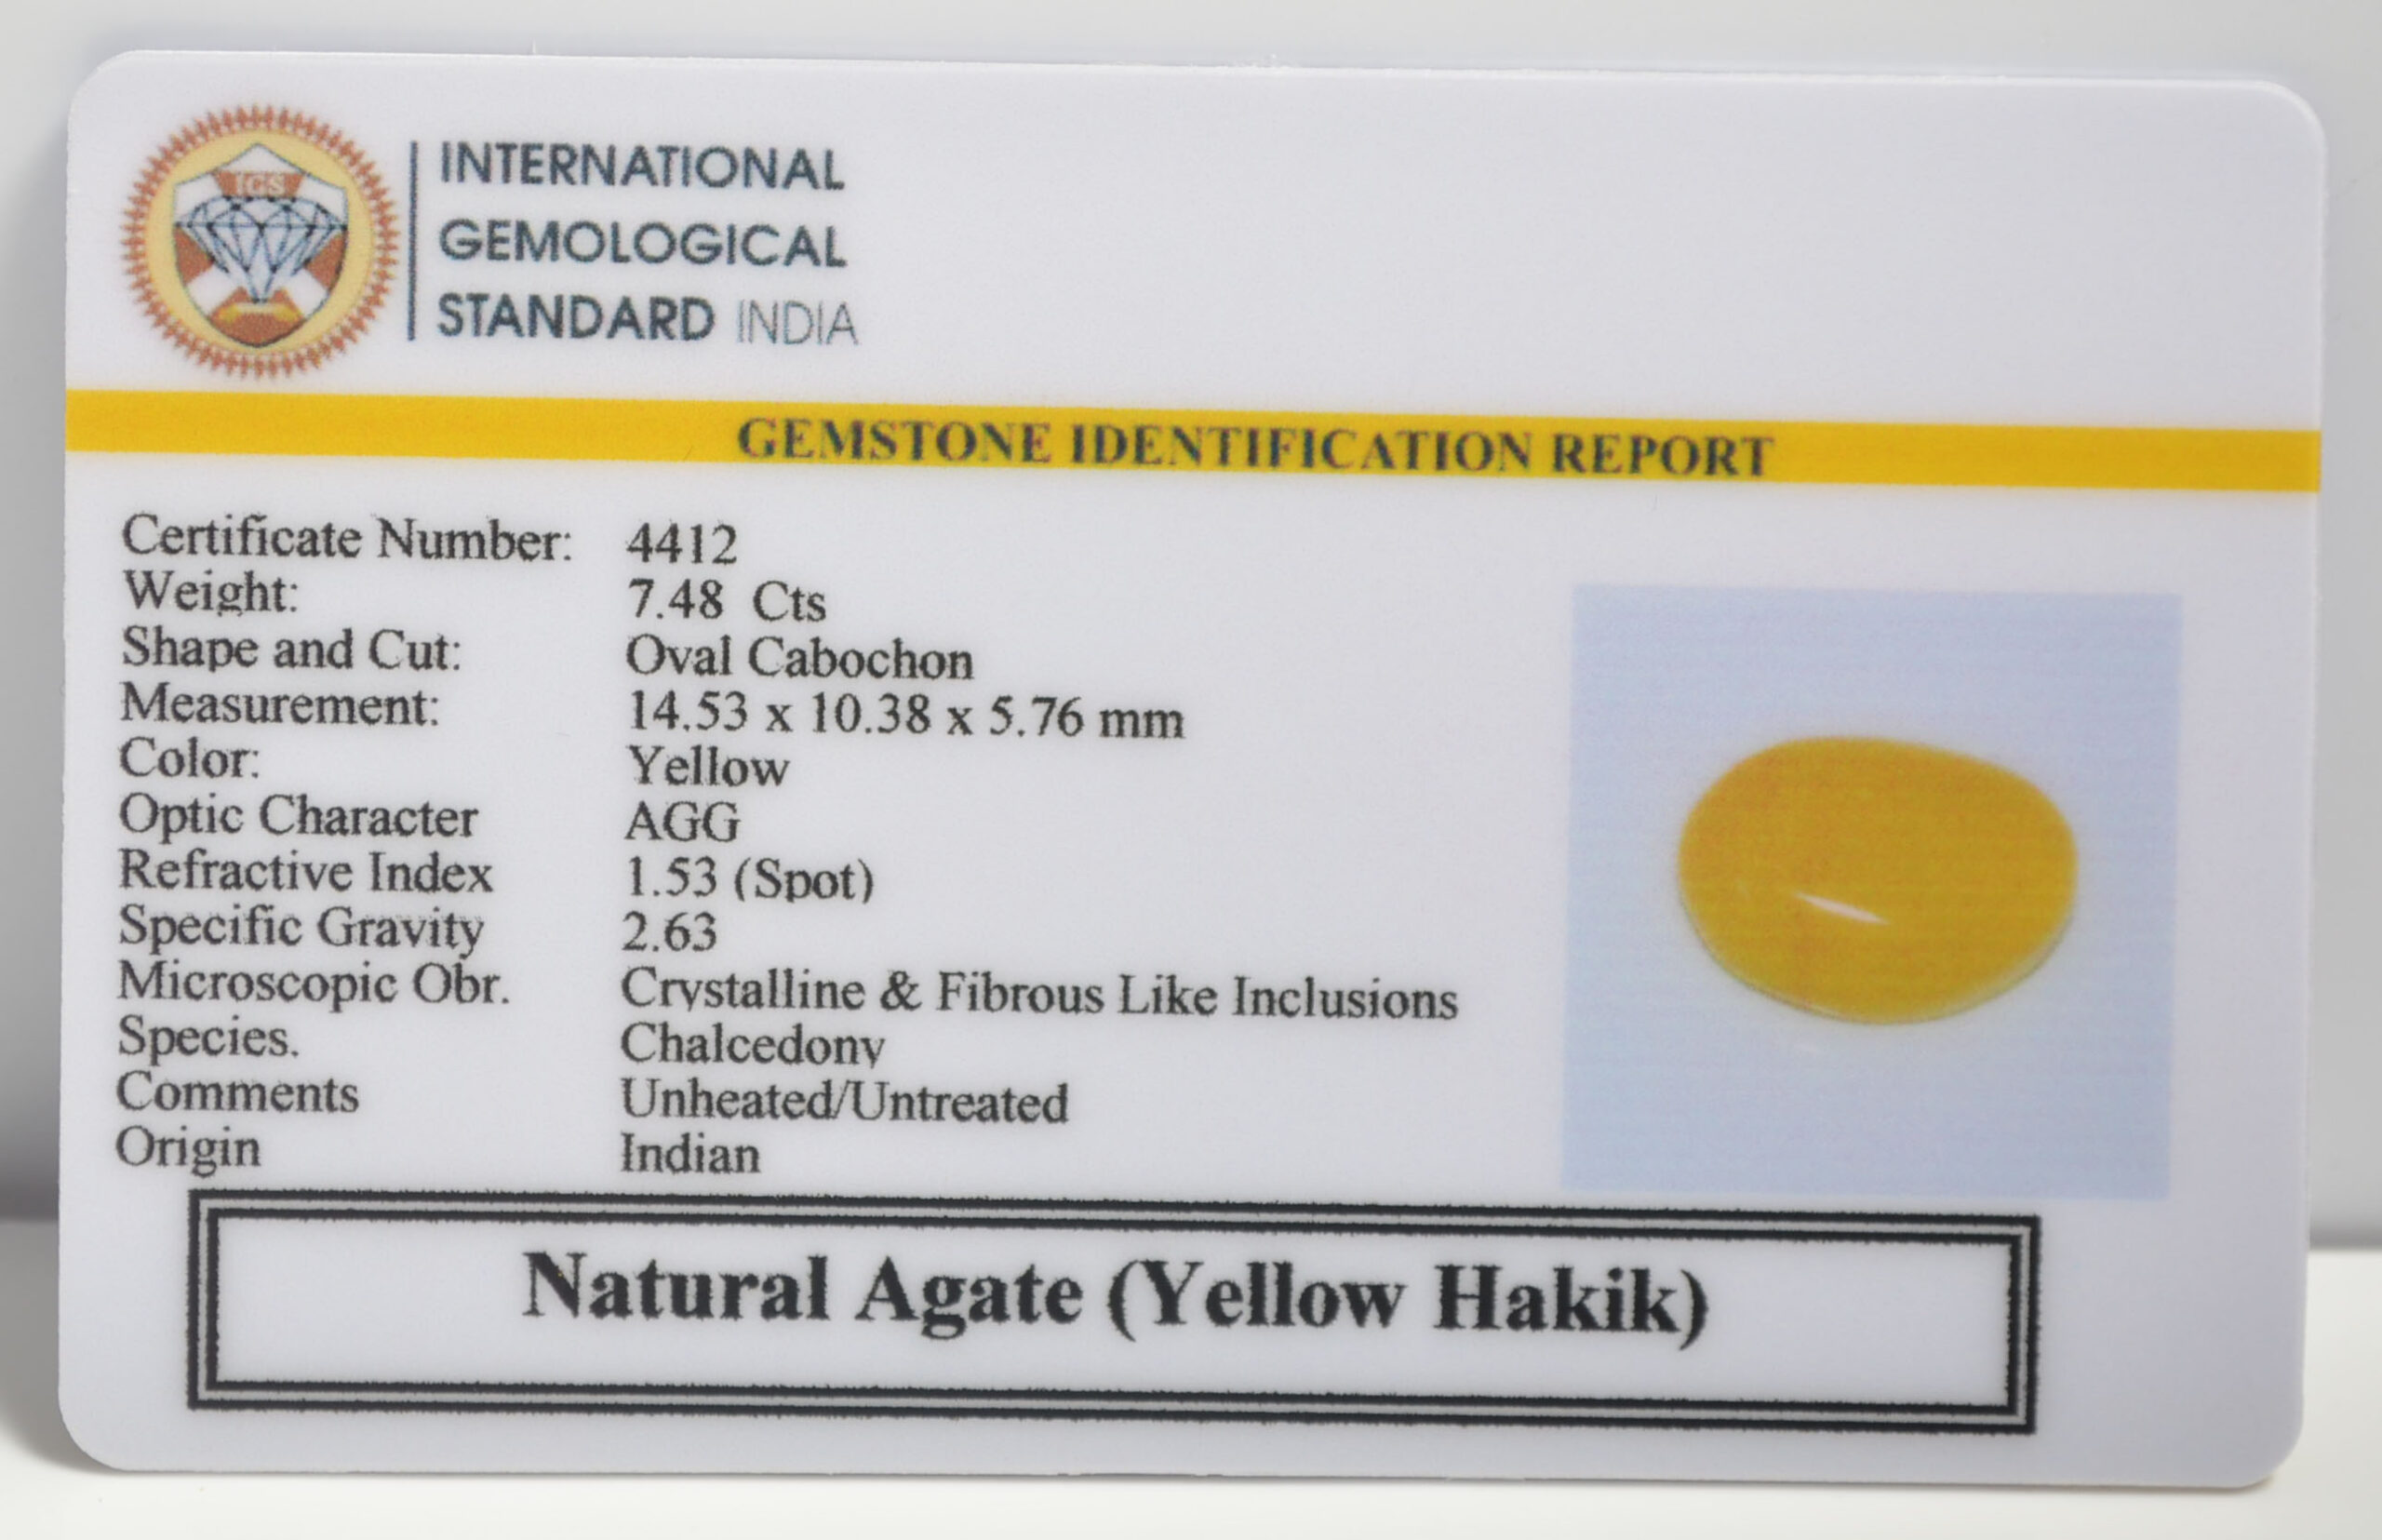 IGS
INTERNATIONAL
GEMOLOGICAL
STANDARD INDIA
GEMSTONE IDENTIFICATION REPORT
Certificate Number: 4412
Weight: 7.48 Cts
Shape and Cut: Oval Cabochon
Measurement: 14.53 x 10.38 x 5.76 mm
Color: Yellow
Optic Character AGG
Refractive Index 1.53 (Spot)
Specific Gravity 2.63
Microscopic Obr. Crystalline & Fibrous Like Inclusions
Species. Chalcedony
Comments Unheated/Untreated
Origin Indian
Natural Agate (Yellow Hakik)